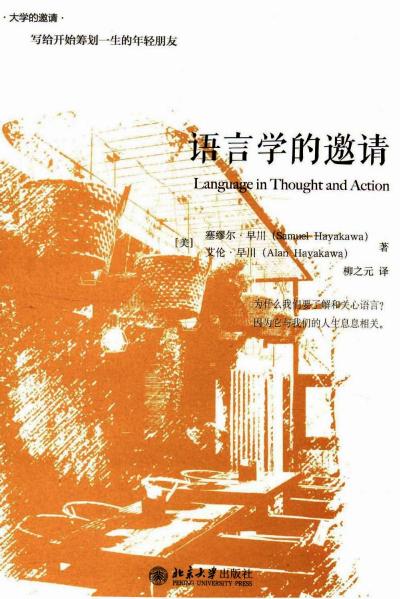 ·大学的邀请·
写给开始筹划一生的年轻朋友
语言学的邀请
Language in Thought and Action
[美] 塞缪尔·早川 (Samuel Hayakawa)
艾伦·早川 (Alan Hayakawa) 著
柳之元 译
为什么我们要了解和关心语言?
因为它与我们的人生息息相关。
北京大学出版社
PEKING UNIVERSITY PRESS